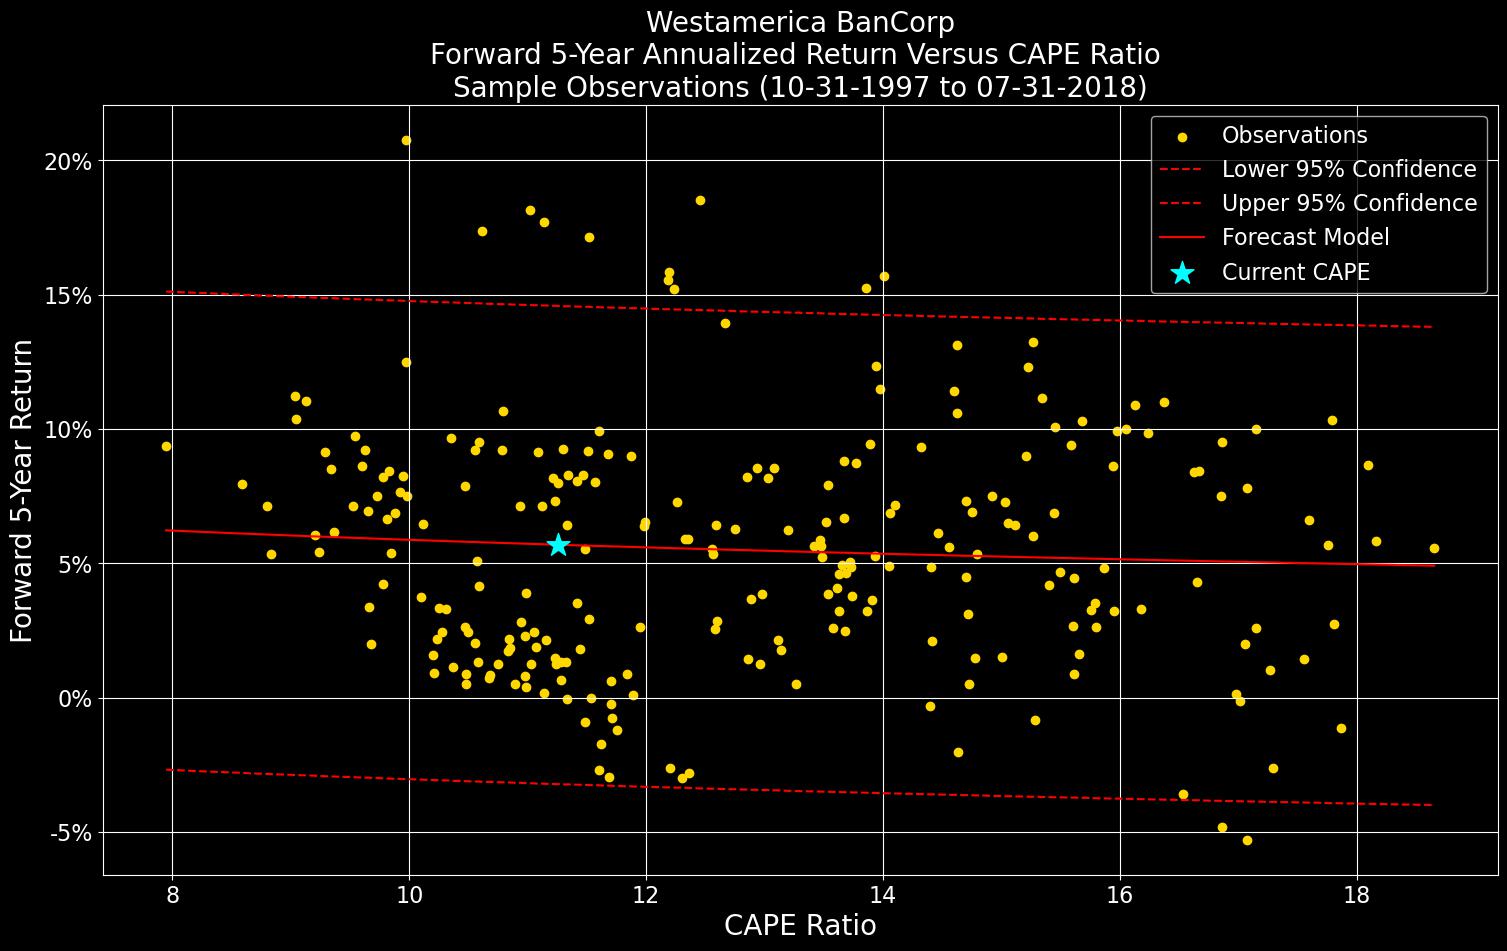 Westamerica BanCorp
Forward 5-Year Annualized Return Versus CAPE Ratio
Sample Observations (10-31-1997 to 07-31-2018)
Observations
Lower 95% Confidence
Upper 95% Confidence
Forecast Model
Current CAPE
Forward 5-Year Return
20%
15%
10%
5%
0%
-5%
8 10 12 14 16 18
CAPE Ratio